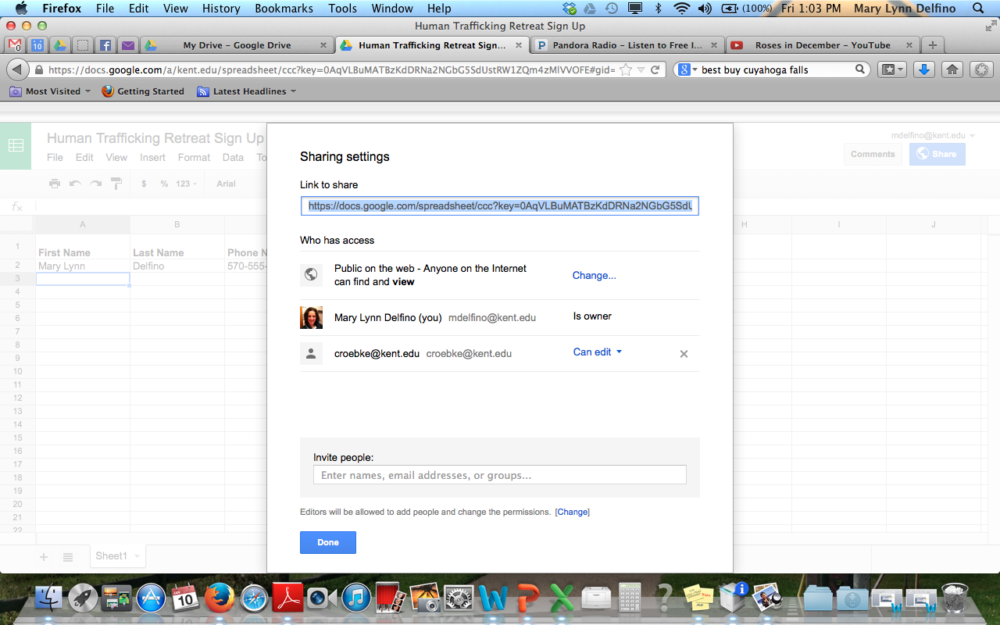 Firefox File Edit View History Bookmarks Tools Window Help (100%) Fri 1:03 PM Mary Lynn Delfino
Human Trafficking Retreat Sign Up
My Drive – Google Drive Human Trafficking Retreat Sign... Pandora Radio – Listen to Free I... Roses in December – YouTube
https://docs.google.com/a/kent.edu/spreadsheet/ccc?key=0AqVLBuMATBzKdDRNa2NGbG5SdUstRW1ZQm4zMlVVOFE#gid= best buy cuyahoga falls
Most Visited Getting Started Latest Headlines
Human Trafficking Retreat Sign Up
mdelfino@kent.edu
File Edit View Insert Format Data To
Comments Share
$ % 123 Arial
fx
Sharing settings
Link to share
https://docs.google.com/spreadsheet/ccc?key=0AqVLBuMATBzKdDRNa2NGbG5SdU
Who has access
Public on the web - Anyone on the Internet
can find and view
Change...
Mary Lynn Delfino (you) mdelfino@kent.edu Is owner
croebke@kent.edu croebke@kent.edu Can edit
Invite people:
Enter names, email addresses, or groups...
Editors will be allowed to add people and change the permissions. [Change]
Done
A B H I J
1 First Name Last Name Phone N
2 Mary Lynn Delfino 570-555-
3
4
5
6
7
8
9
10
11
12
13
14
15
16
17
18
19
20
21
22
Sheet1
JAN
10